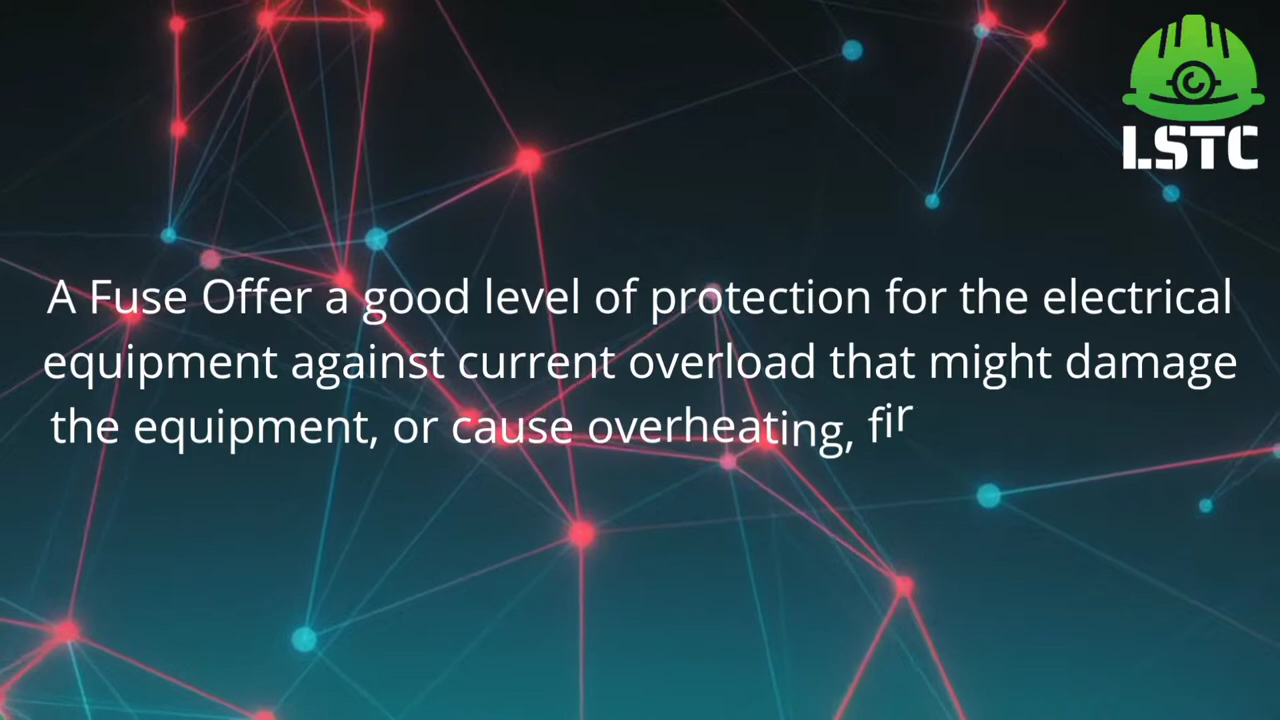 LSTC
A Fuse Offer a good level of protection for the electrical
equipment against current overload that might damage
the equipment, or cause overheating, fir